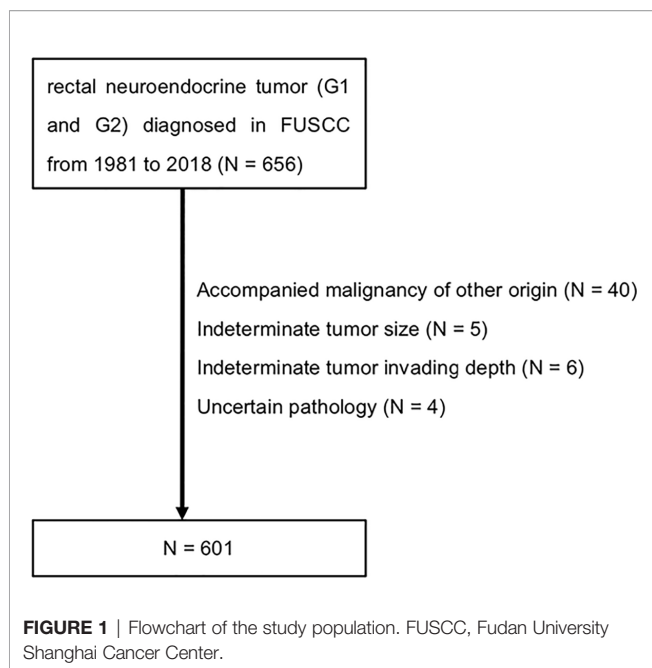 rectal neuroendocrine tumor (G1
and G2) diagnosed in FUSCC
from 1981 to 2018 (N = 656)
Accompanied malignancy of other origin (N = 40)
Indeterminate tumor size (N = 5)
Indeterminate tumor invading depth (N = 6)
Uncertain pathology (N = 4)
N = 601
FIGURE 1 | Flowchart of the study population. FUSCC, Fudan University
Shanghai Cancer Center.